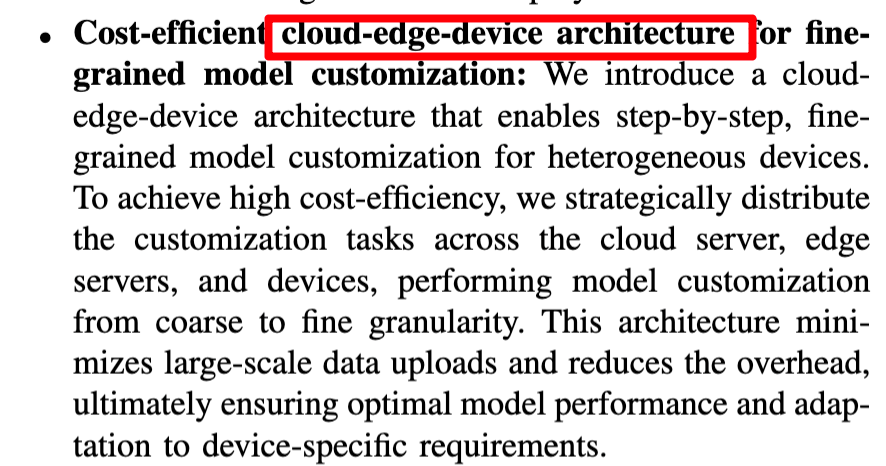 • Cost-efficient cloud-edge-device architecture for fine-
grained model customization: We introduce a cloud-
edge-device architecture that enables step-by-step, fine-
grained model customization for heterogeneous devices.
To achieve high cost-efficiency, we strategically distribute
the customization tasks across the cloud server, edge
servers, and devices, performing model customization
from coarse to fine granularity. This architecture mini-
mizes large-scale data uploads and reduces the overhead,
ultimately ensuring optimal model performance and adap-
tation to device-specific requirements.